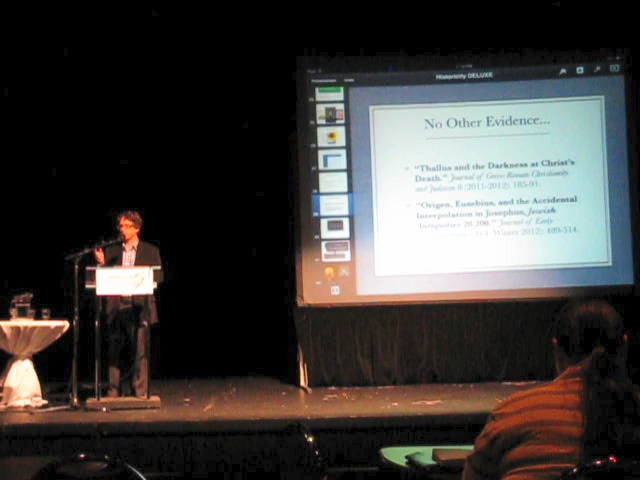 Historicity DELUXE
No Other Evidence...
"Thallus and the Darkness at Christ's
Death." Journal of Greco-Roman Christianity
and Judaism 8 (2011-2012): 185-91.
"Origen, Eusebius, and the Accidental
Interpolation in Josephus, Jewish
Antiquities 20.200." Journal of Early
Winter 2012): 489-514.